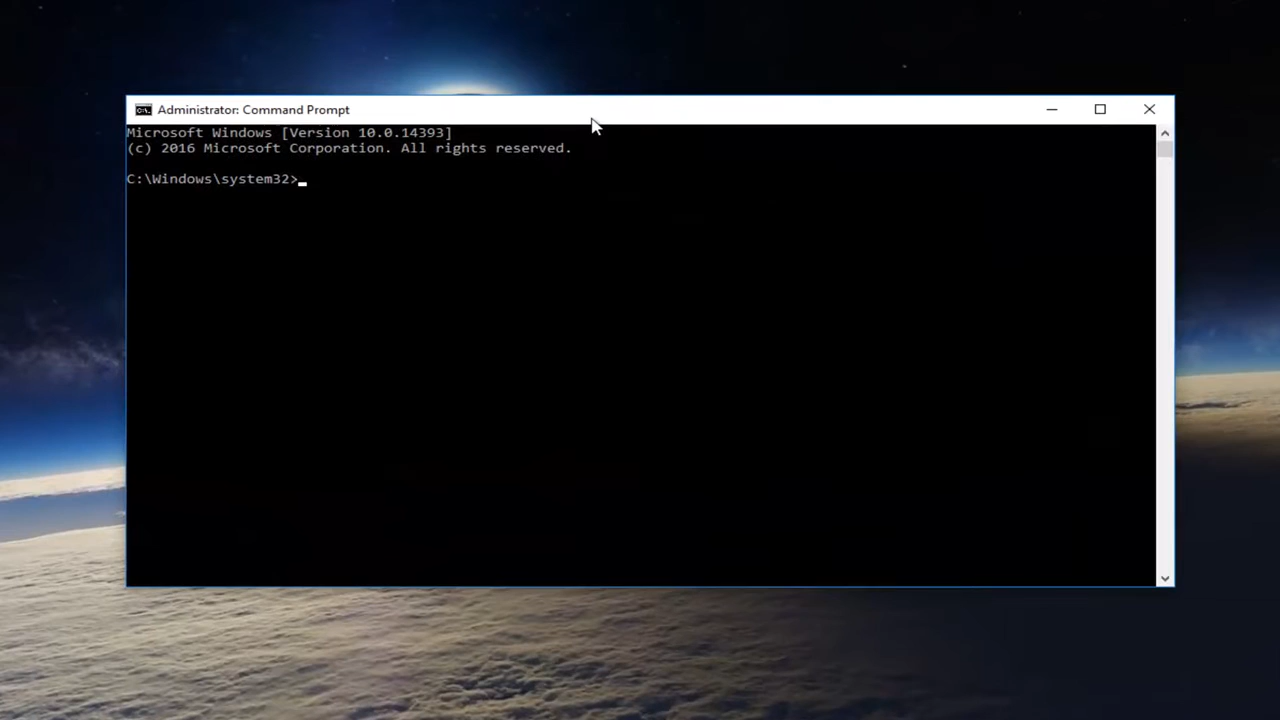 Administrator: Command Prompt
Microsoft Windows [Version 10.0.14393]
(c) 2016 Microsoft Corporation. All rights reserved.
C:\Windows\system32>